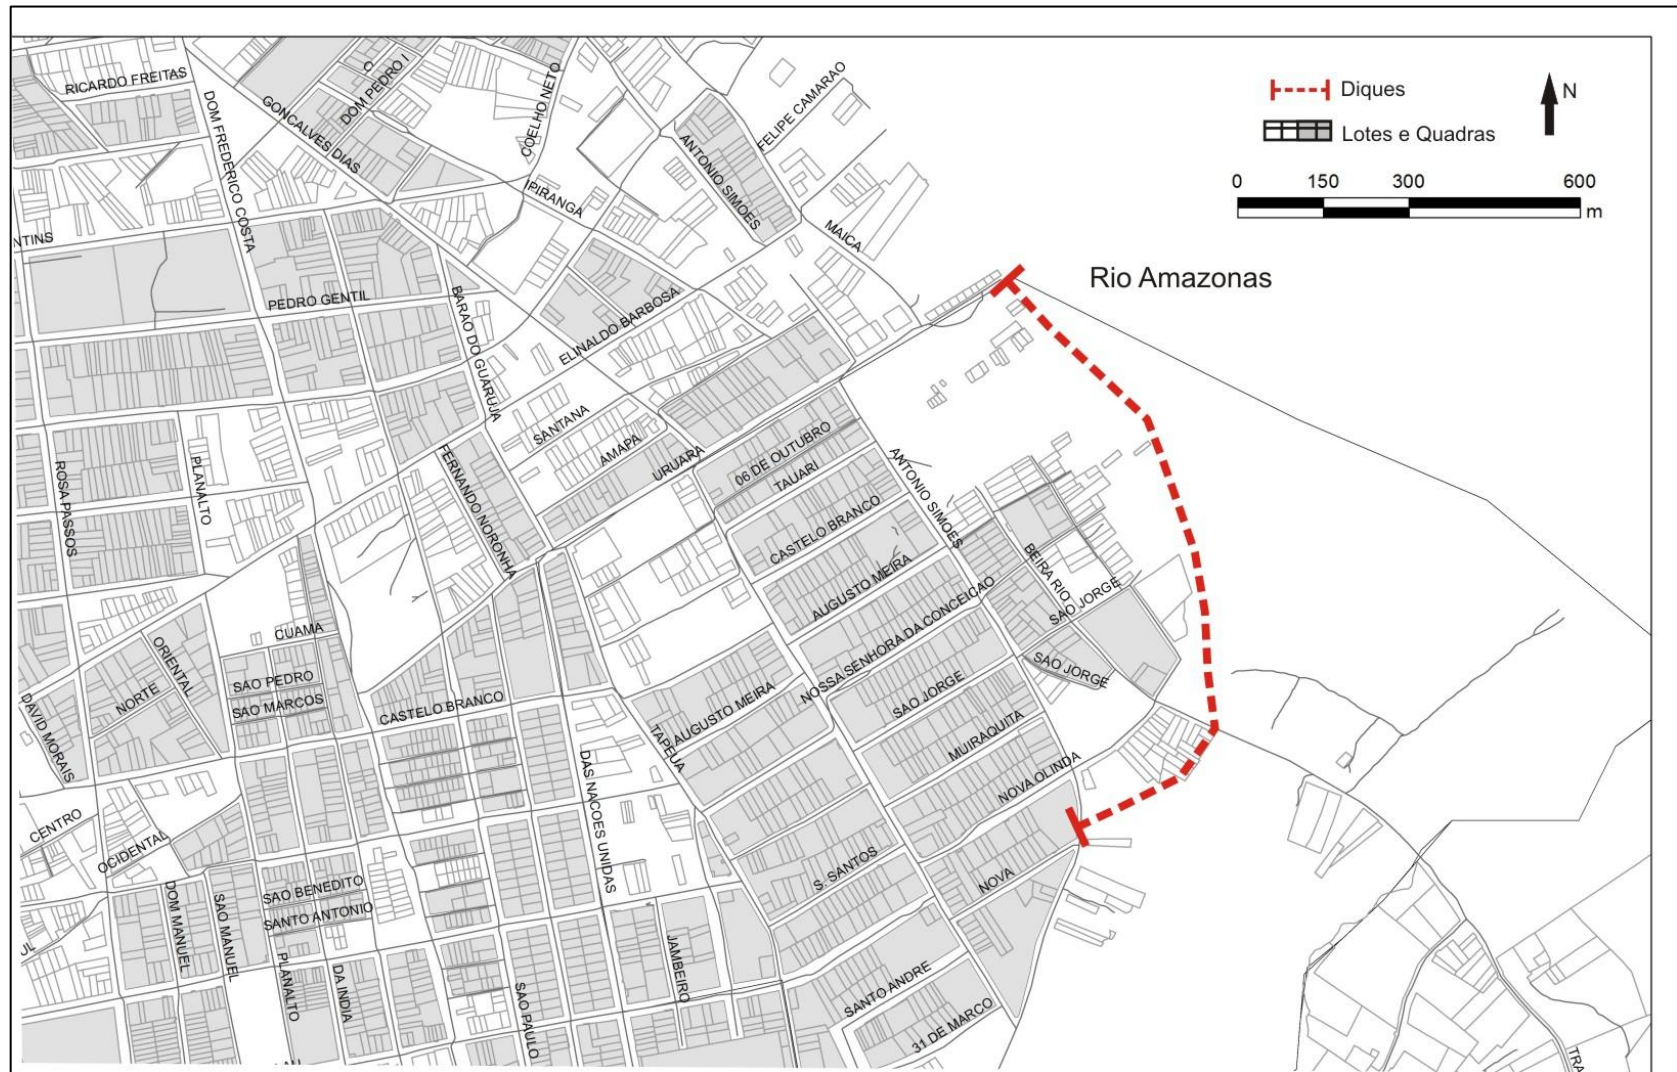 RICARDO FREITAS
DOM FREDERICO COSTA
GONCALVES DIAS
C
DOM PEDRO I
COELHO NETO
IPIRANGA
ANTONIO SIMOES
FELIPE CAMARAO
MAICA
Diques
N
Lotes e Quadras
0 150 300 600
m
Rio Amazonas
NTINS
PEDRO GENTIL
BARAO DO GUARUJA
ELINALDO BARBOSA
SANTANA
AMAPA
URUARA
06 DE OUTUBRO
TAUARI
CASTELO BRANCO
ANTONIO SIMOES
AUGUSTO MEIRA
NOSSA SENHORA DA CONCEICAO
BEIRA RIO
SAO JORGE
SAO JORGE
SAO JORGE
ROSA PASSOS
PLANALTO
FERNANDO NORONHA
CUAMA
ORIENTAL
NORTE
SAO PEDRO
SAO MARCOS
DAVID MORAIS
CASTELO BRANCO
AUGUSTO MEIRA
TAPEUA
MUIRAQUITA
NOVA OLINDA
DAS NACOES UNIDAS
CENTRO
OCIDENTAL
S. SANTOS
NOVA
SAO BENEDITO
SANTO ANTONIO
DOM MANUEL
SAO MANUEL
PLANALTO
DA INDIA
SAO PAULO
JAMBEIRO
SANTO ANDRE
31 DE MARCO
UL
TRA